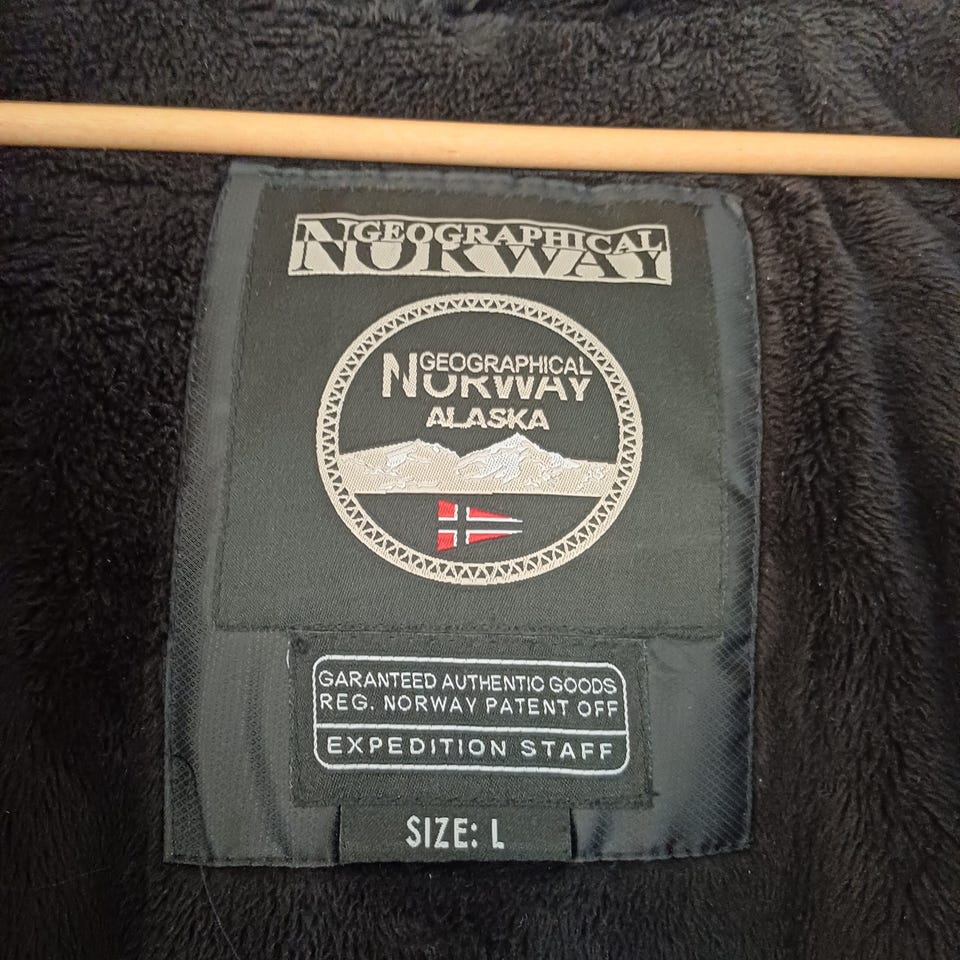 GEOGRAPHICAL
NORWAY
GEOGRAPHICAL
NORWAY
ALASKA
GARANTEED AUTHENTIC GOODS
REG. NORWAY PATENT OFF
EXPEDITION STAFF
SIZE: L